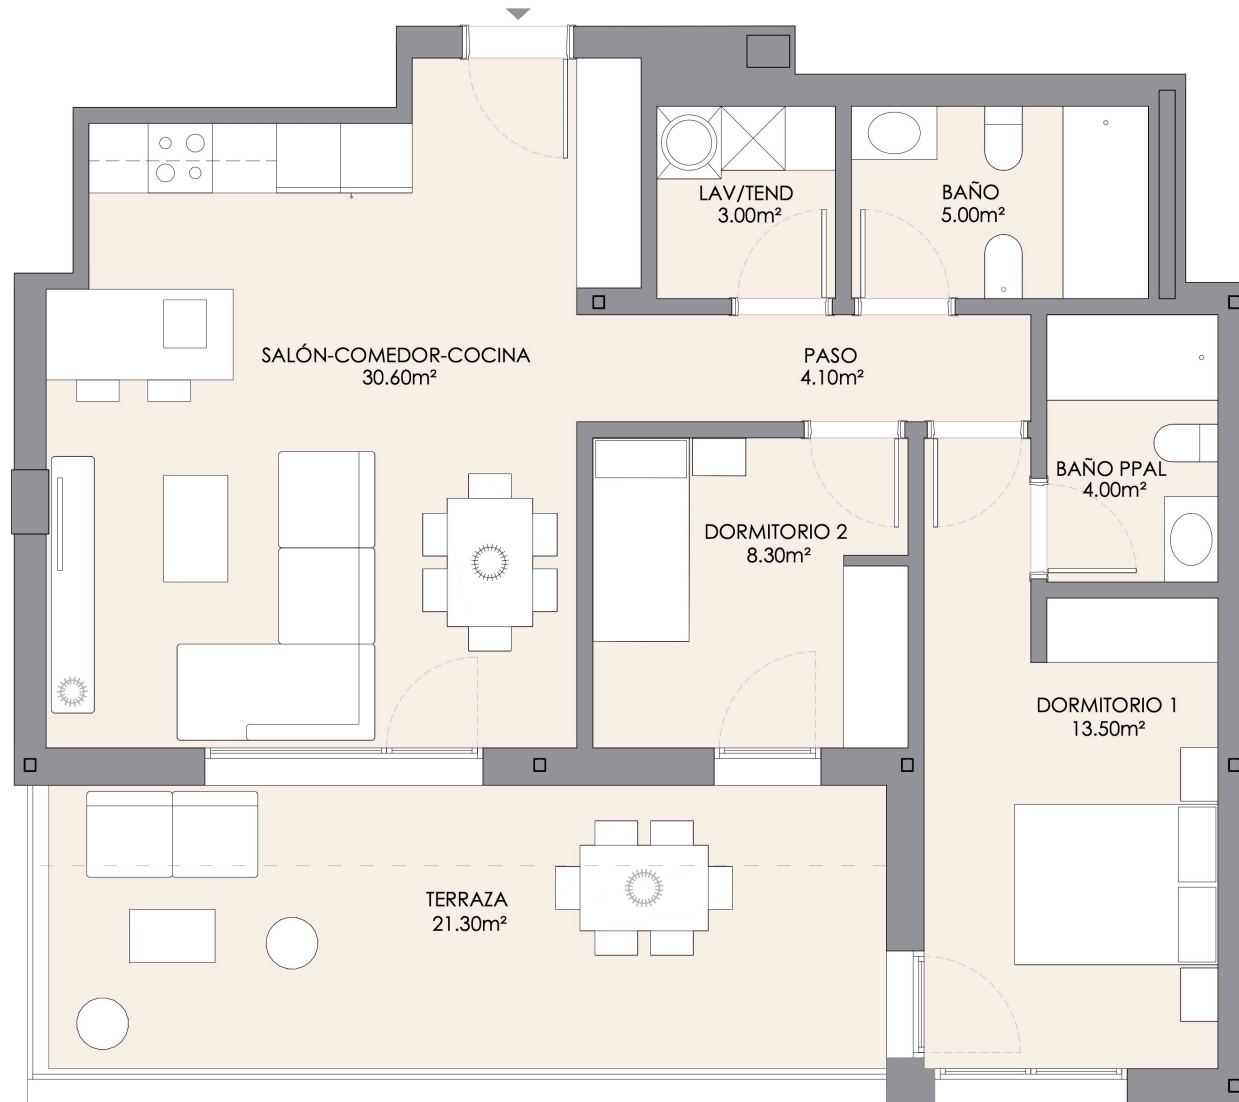 LAV/TEND
3.00m²
BAÑO
5.00m²
SALÓN-COMEDOR-COCINA
30.60m²
PASO
4.10m²
BAÑO PPAL
4.00m²
DORMITORIO 2
8.30m²
DORMITORIO 1
13.50m²
TERRAZA
21.30m²